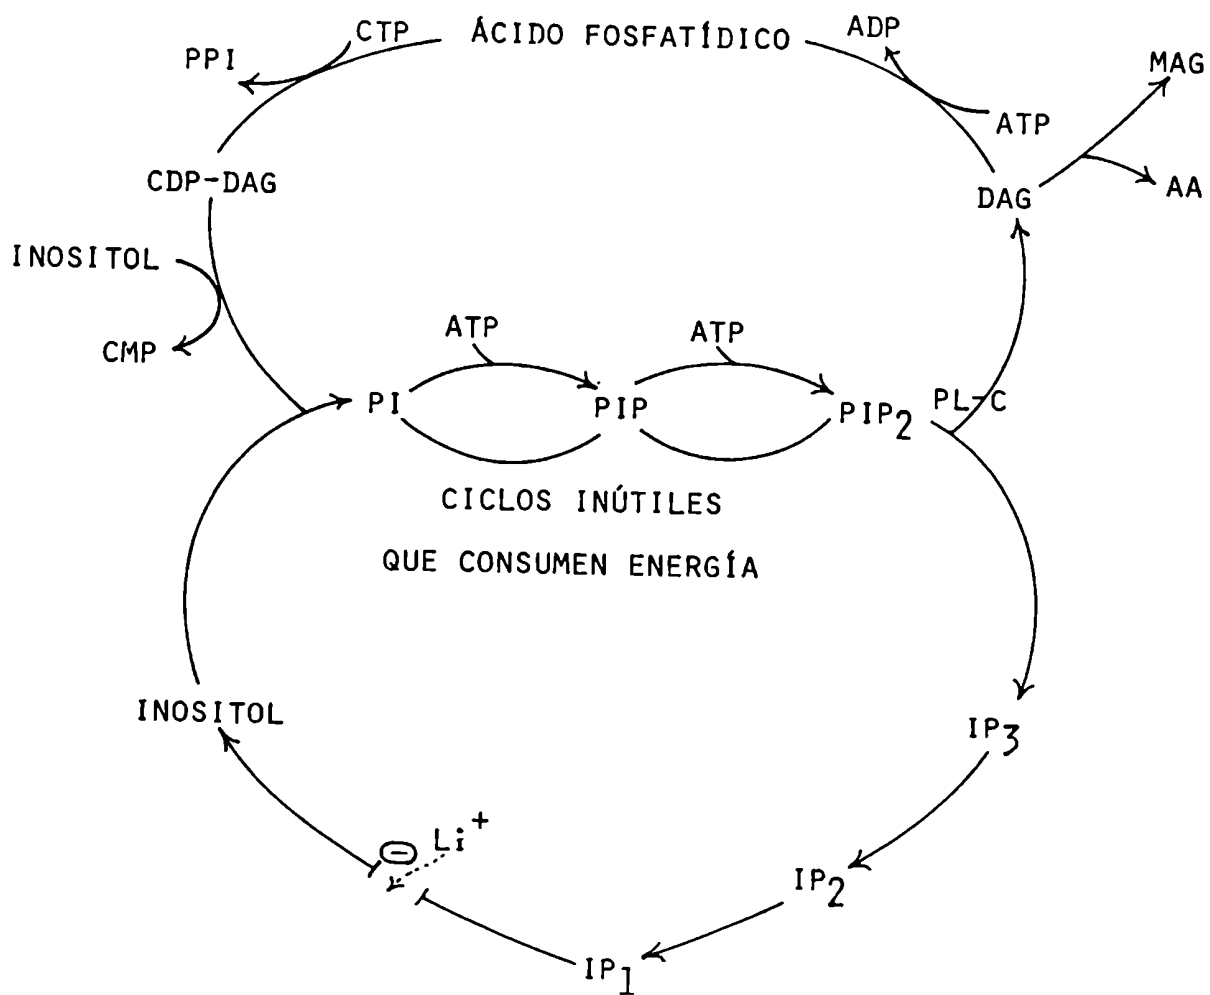 CTP
ÁCIDO FOSFATÍDICO
ADP
PPI
MAG
ATP
CDP-DAG
DAG
AA
INOSITOL
ATP
ATP
CMP
PI
PIP
PIP2
PL-C
CICLOS INÚTILES
QUE CONSUMEN ENERGÍA
INOSITOL
IP3
⊖ Li+
IP2
IP1